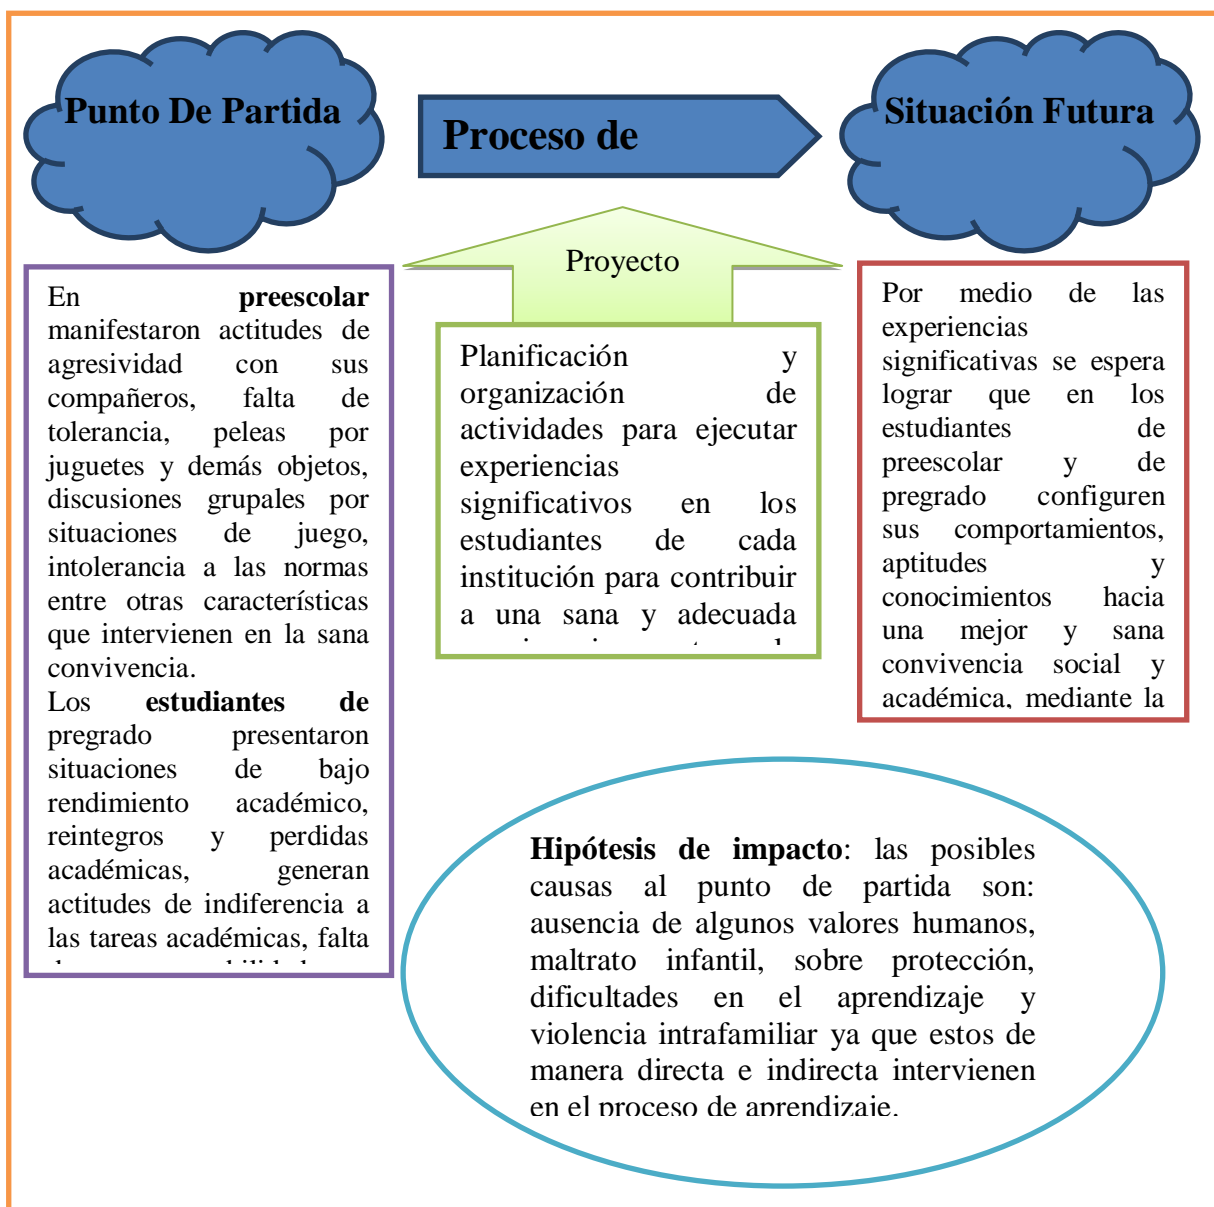 Punto De Partida
Proceso de
Situación Futura
Proyecto
En preescolar
manifestaron actitudes de
agresividad con sus
compañeros, falta de
tolerancia, peleas por
juguetes y demás objetos,
discusiones grupales por
situaciones de juego,
intolerancia a las normas
entre otras características
que intervienen en la sana
convivencia.
Los estudiantes de
pregrado presentaron
situaciones de bajo
rendimiento académico,
reintegros y perdidas
académicas, generan
actitudes de indiferencia a
las tareas académicas, falta
Planificación y
organización de
actividades para ejecutar
experiencias
significativos en los
estudiantes de cada
institución para contribuir
a una sana y adecuada
Por medio de las
experiencias
significativas se espera
lograr que en los
estudiantes de
preescolar y de
pregrado configuren
sus comportamientos,
aptitudes y
conocimientos hacia
una mejor y sana
convivencia social y
académica, mediante la
Hipótesis de impacto: las posibles
causas al punto de partida son:
ausencia de algunos valores humanos,
maltrato infantil, sobre protección,
dificultades en el aprendizaje y
violencia intrafamiliar ya que estos de
manera directa e indirecta intervienen
en el proceso de aprendizaje.